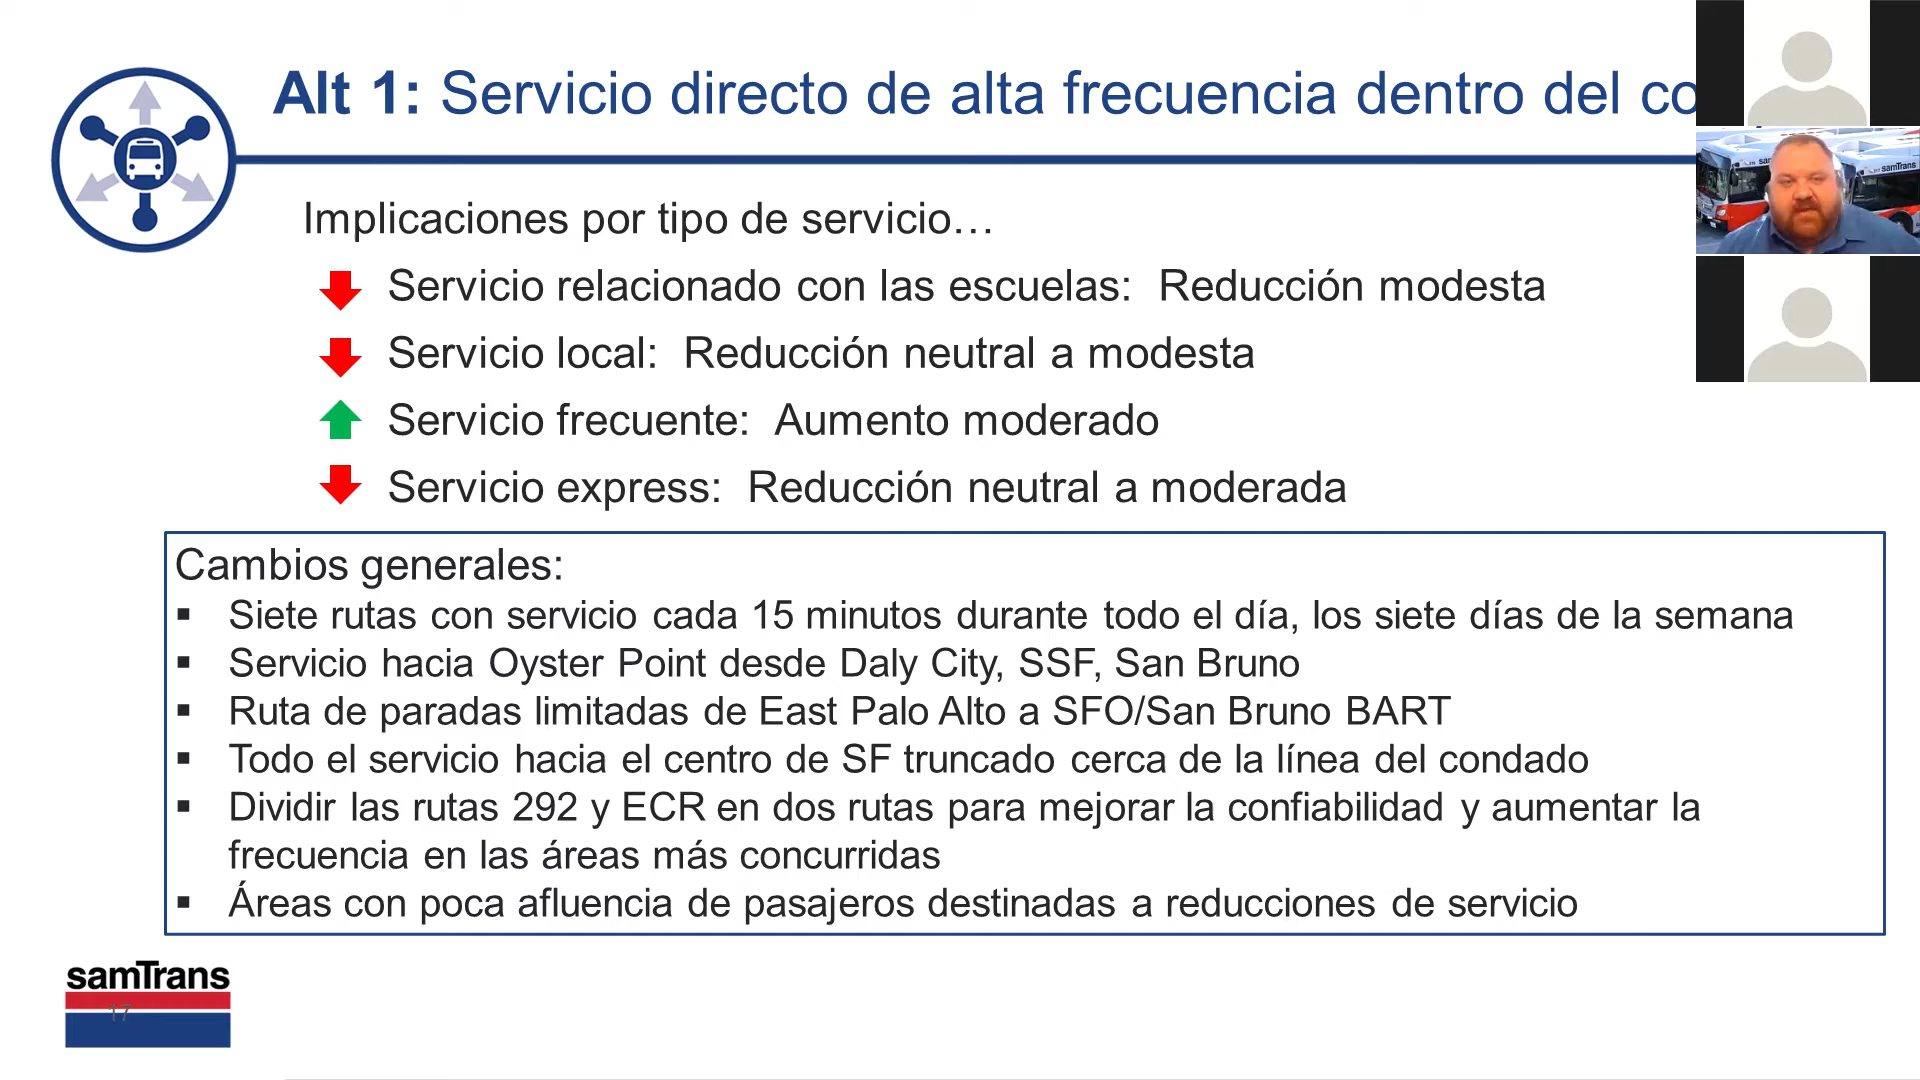 Alt 1: Servicio directo de alta frecuencia dentro del
Implicaciones por tipo de servicio…
Servicio relacionado con las escuelas: Reducción modesta
Servicio local: Reducción neutral a modesta
Servicio frecuente: Aumento moderado
Servicio express: Reducción neutral a moderada
Cambios generales:
▪ Siete rutas con servicio cada 15 minutos durante todo el día, los siete días de la semana
▪ Servicio hacia Oyster Point desde Daly City, SSF, San Bruno
▪ Ruta de paradas limitadas de East Palo Alto a SFO/San Bruno BART
▪ Todo el servicio hacia el centro de SF truncado cerca de la línea del condado
▪ Dividir las rutas 292 y ECR en dos rutas para mejorar la confiabilidad y aumentar la
frecuencia en las áreas más concurridas
▪ Áreas con poca afluencia de pasajeros destinadas a reducciones de servicio
samTrans
17
samTrans